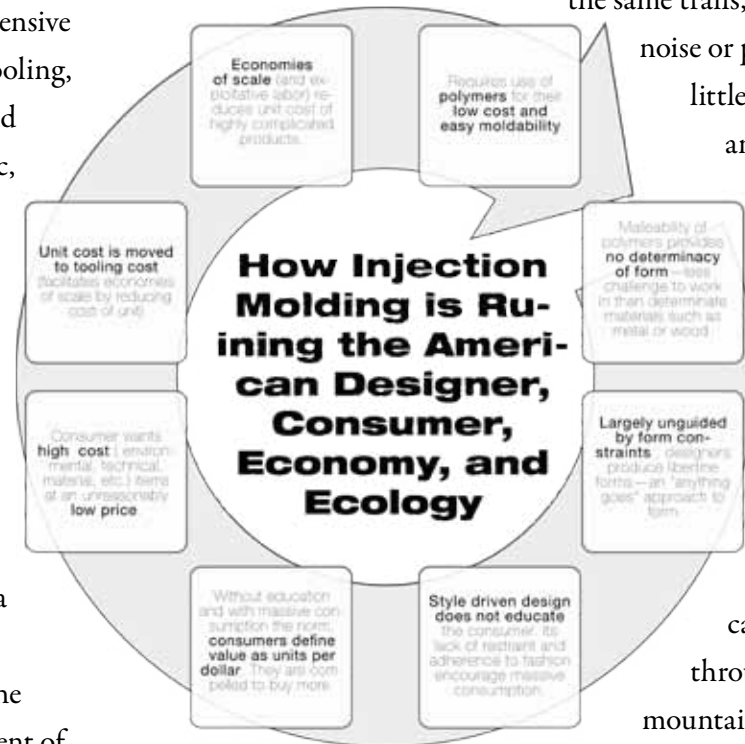 ensive
ooling,
d
c,
a
ne
ent of
the same trails,
noise or p
little
an
ca
throu
mountai
Economies
of scale (and ex-
ploitative labor) re-
duces unit cost of
highly complicated
products.
Requires use of
polymers for their
low cost and
easy moldability
Maleability of
polymers provides
no determinacy
of form—less
challenge to work
in than determinate
materials such as
metal or wood.
Largely unguided
by form con-
straints, designers
produce libertine
forms—an "anything
goes" approach to
form.
Style driven design
does not educate
the consumer. Its
lack of restraint and
adherence to fashion
encourage massive
consumption.
Without education
and with massive con-
sumption the norm,
consumers define
value as units per
dollar. They are com
pelled to buy more.
Consumer wants
high cost (environ-
mental, technical,
material, etc.) items
at an unreasonably
low price
Unit cost is moved
to tooling cost
(facilitates economies
of scale by reducing
cost of unit)
How Injection
Molding is Ru-
ining the Ameri-
can Designer,
Consumer,
Economy, and
Ecology